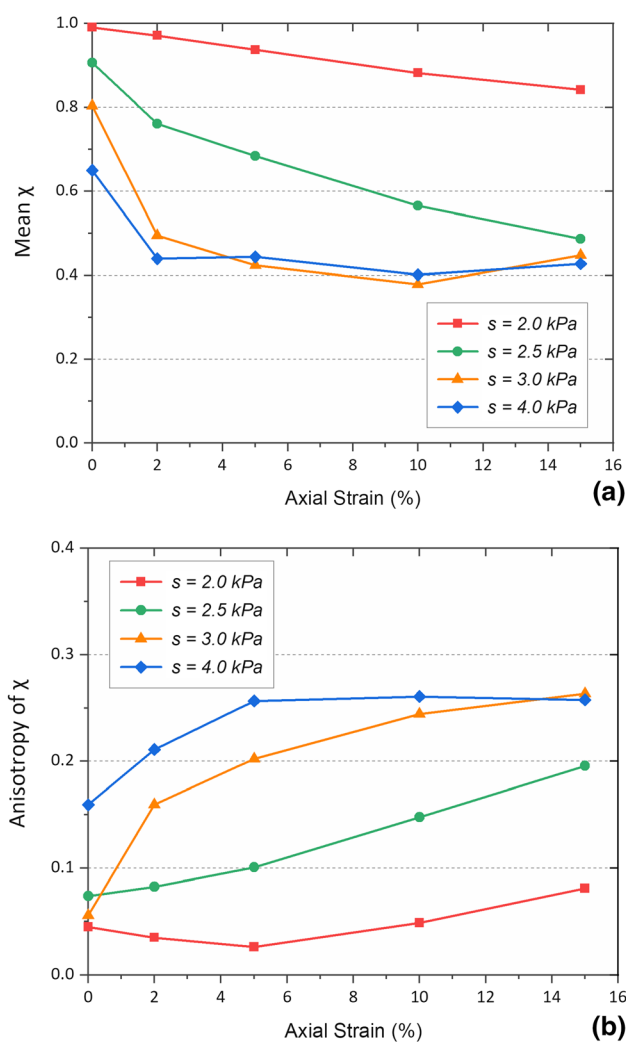 1.0
0.8
0.6
0.4
0.2
0.0
Mean χ
s = 2.0 kPa
s = 2.5 kPa
s = 3.0 kPa
s = 4.0 kPa
0 2 4 6 8 10 12 14 16
Axial Strain (%)
(a)
0.4
0.3
0.2
0.1
0.0
Anisotropy of χ
s = 2.0 kPa
s = 2.5 kPa
s = 3.0 kPa
s = 4.0 kPa
0 2 4 6 8 10 12 14 16
Axial Strain (%)
(b)